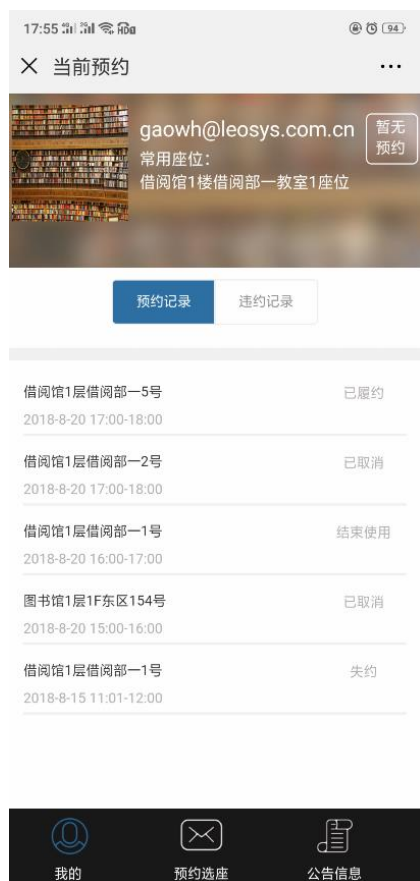 17:55
HD
94
当前预约
gaowh@leosys.com.cn
暂无
预约
常用座位：
借阅馆1楼借阅部一教室1座位
预约记录
违约记录
借阅馆1层借阅部一5号
已履约
2018-8-20 17:00-18:00
借阅馆1层借阅部一2号
已取消
2018-8-20 17:00-18:00
借阅馆1层借阅部一1号
结束使用
2018-8-20 16:00-17:00
图书馆1层1F东区154号
已取消
2018-8-20 15:00-16:00
借阅馆1层借阅部一1号
失约
2018-8-15 11:01-12:00
我的
预约选座
公告信息